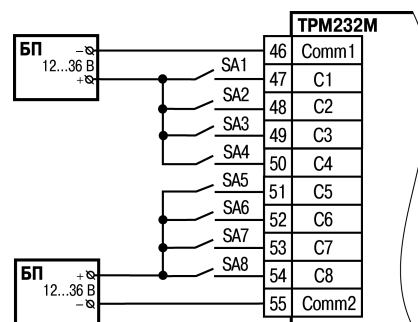 ТРМ232М
БП
12...36 В
−
+
46 Comm1
SA1 47 C1
SA2 48 C2
SA3 49 C3
SA4 50 C4
SA5 51 C5
SA6 52 C6
SA7 53 C7
SA8 54 C8
55 Comm2
БП
12...36 В
+
−